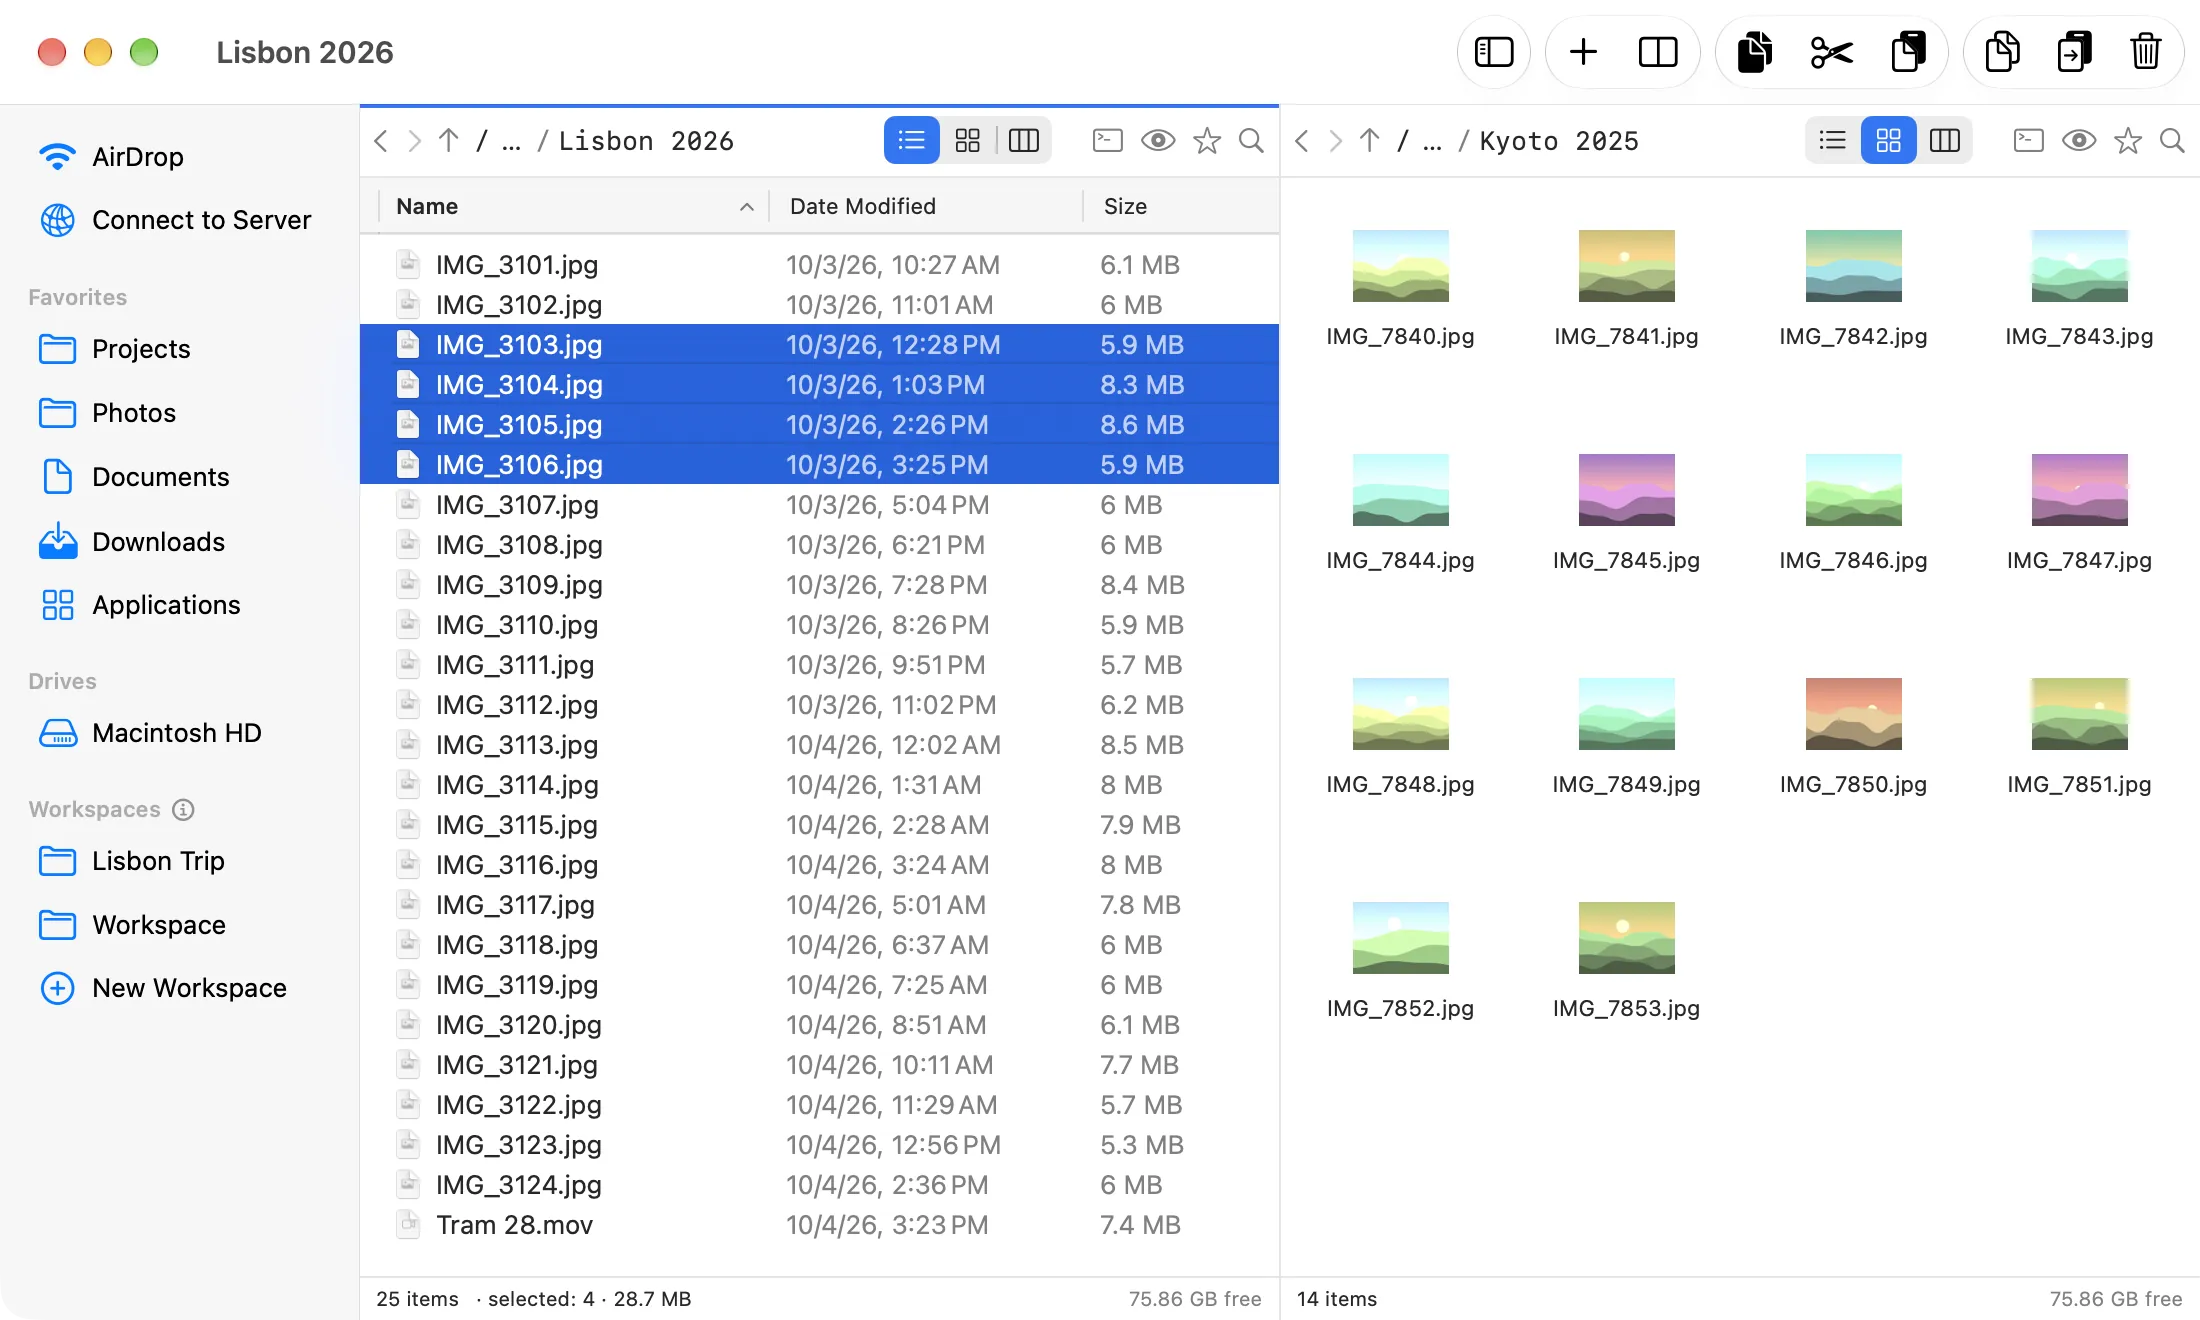 Lisbon 2026
AirDrop
Connect to Server
Favorites
Projects
Photos
Documents
Downloads
Applications
Drives
Macintosh HD
Workspaces
Lisbon Trip
Workspace
New Workspace
/ ... / Lisbon 2026
Name Date Modified Size
IMG_3101.jpg 10/3/26, 10:27 AM 6.1 MB
IMG_3102.jpg 10/3/26, 11:01 AM 6 MB
IMG_3103.jpg 10/3/26, 12:28 PM 5.9 MB
IMG_3104.jpg 10/3/26, 1:03 PM 8.3 MB
IMG_3105.jpg 10/3/26, 2:26 PM 8.6 MB
IMG_3106.jpg 10/3/26, 3:25 PM 5.9 MB
IMG_3107.jpg 10/3/26, 5:04 PM 6 MB
IMG_3108.jpg 10/3/26, 6:21 PM 6 MB
IMG_3109.jpg 10/3/26, 7:28 PM 8.4 MB
IMG_3110.jpg 10/3/26, 8:26 PM 5.9 MB
IMG_3111.jpg 10/3/26, 9:51 PM 5.7 MB
IMG_3112.jpg 10/3/26, 11:02 PM 6.2 MB
IMG_3113.jpg 10/4/26, 12:02 AM 8.5 MB
IMG_3114.jpg 10/4/26, 1:31 AM 8 MB
IMG_3115.jpg 10/4/26, 2:28 AM 7.9 MB
IMG_3116.jpg 10/4/26, 3:24 AM 8 MB
IMG_3117.jpg 10/4/26, 5:01 AM 7.8 MB
IMG_3118.jpg 10/4/26, 6:37 AM 6 MB
IMG_3119.jpg 10/4/26, 7:25 AM 6 MB
IMG_3120.jpg 10/4/26, 8:51 AM 6.1 MB
IMG_3121.jpg 10/4/26, 10:11 AM 7.7 MB
IMG_3122.jpg 10/4/26, 11:29 AM 5.7 MB
IMG_3123.jpg 10/4/26, 12:56 PM 5.3 MB
IMG_3124.jpg 10/4/26, 2:36 PM 6 MB
Tram 28.mov 10/4/26, 3:23 PM 7.4 MB
25 items · selected: 4 · 28.7 MB 75.86 GB free
/ ... / Kyoto 2025
IMG_7840.jpg IMG_7841.jpg IMG_7842.jpg IMG_7843.jpg
IMG_7844.jpg IMG_7845.jpg IMG_7846.jpg IMG_7847.jpg
IMG_7848.jpg IMG_7849.jpg IMG_7850.jpg IMG_7851.jpg
IMG_7852.jpg IMG_7853.jpg
14 items 75.86 GB free